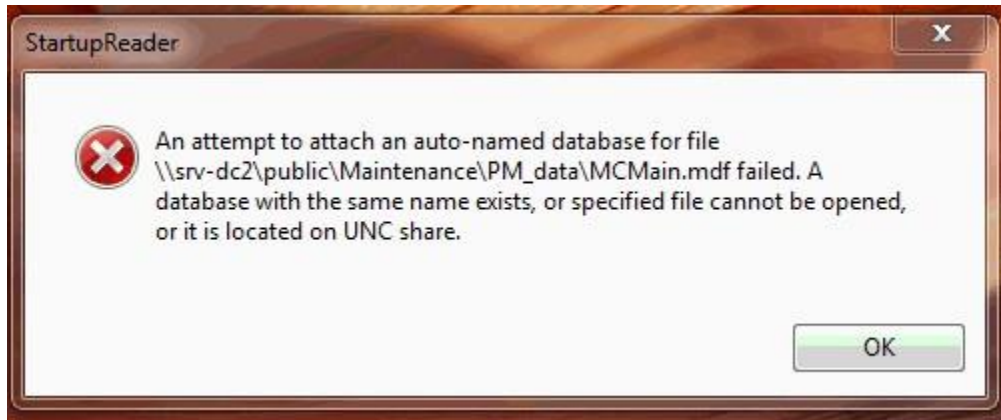 StartupReader
An attempt to attach an auto-named database for file
\\srv-dc2\public\Maintenance\PM_data\MCMain.mdf failed. A
database with the same name exists, or specified file cannot be opened,
or it is located on UNC share.
OK